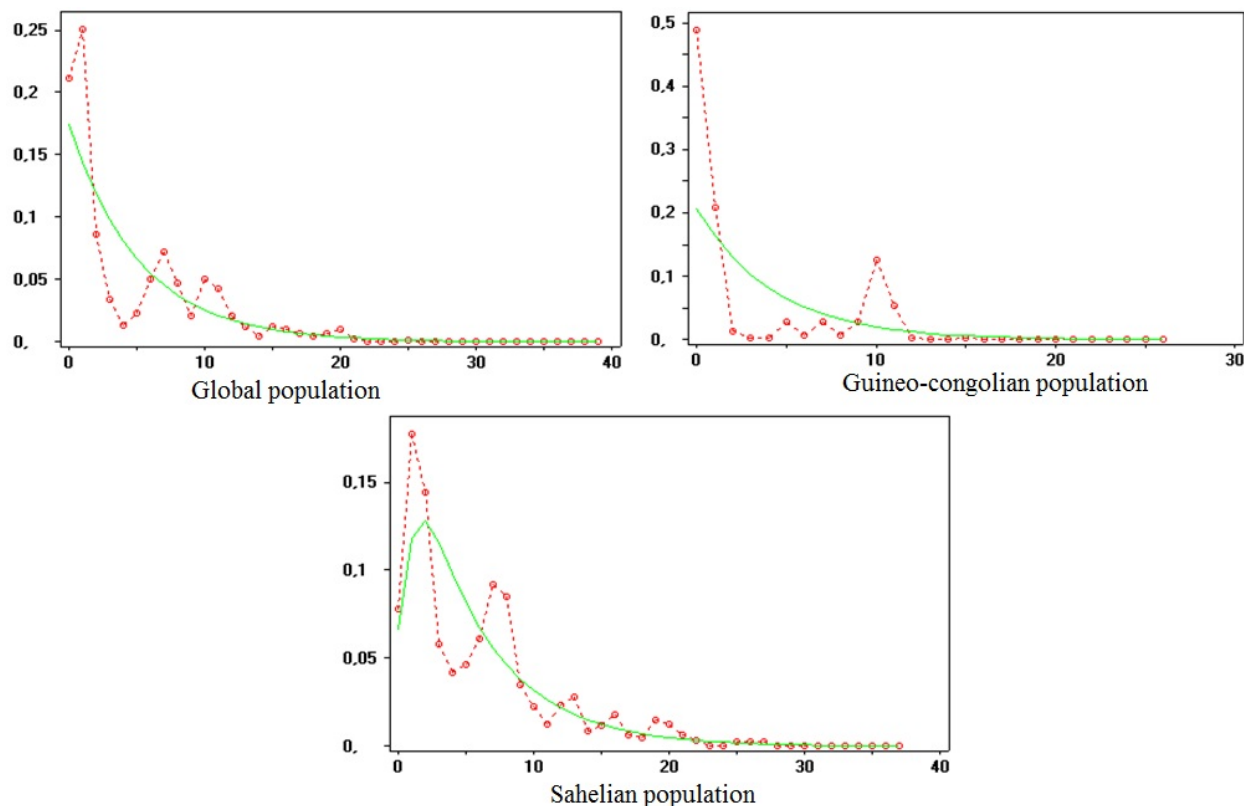 0,25
0,2
0,15
0,1
0,05
0,
0 10 20 30 40
Global population
0,5
0,4
0,3
0,2
0,1
0,
0 10 20 30
Guineo-congolian population
0,15
0,1
0,05
0,
0 10 20 30 40
Sahelian population